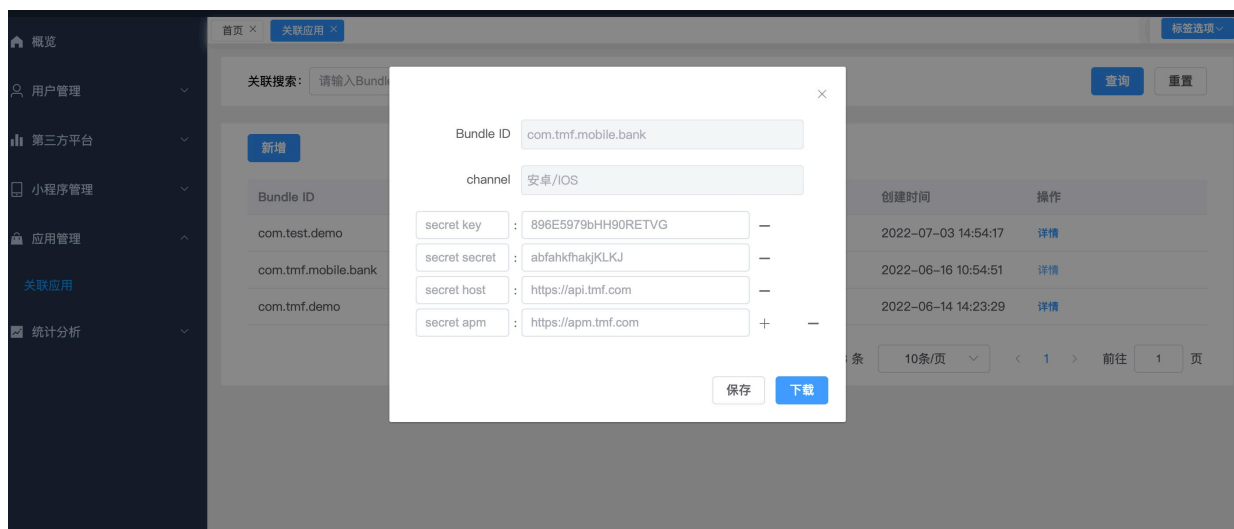 首页 × 关联应用 × 标签选项
概览
用户管理
第三方平台
小程序管理
应用管理
关联应用
统计分析
关联搜索： 请输入Bundle 查询 重置
新增
Bundle ID 创建时间 操作
com.test.demo 2022-07-03 14:54:17 详情
com.tmf.mobile.bank 2022-06-16 10:54:51 详情
com.tmf.demo 2022-06-14 14:23:29 详情
条 10条/页 < 1 > 前往 1 页
×
Bundle ID com.tmf.mobile.bank
channel 安卓/IOS
secret key : 896E5979bHH90RETVG −
secret secret : abfahkfhakjKLKJ −
secret host : https://api.tmf.com −
secret apm : https://apm.tmf.com + −
保存 下载